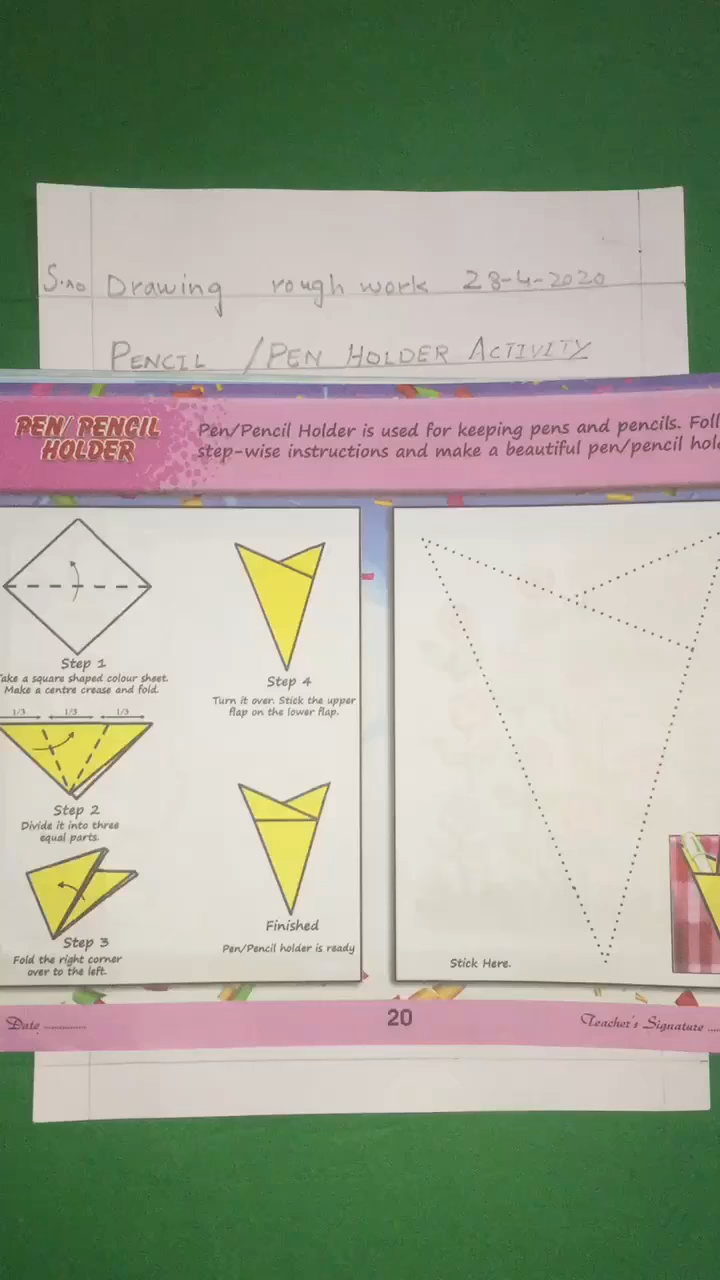 S.no Drawing rough work 28-4-2020
PENCIL / PEN HOLDER ACTIVITY
PEN/ PENCIL
HOLDER
Pen/Pencil Holder is used for keeping pens and pencils. Foll
step-wise instructions and make a beautiful pen/pencil hol
Step 1
Take a square shaped colour sheet.
Make a centre crease and fold.
1/3 1/3 1/3
Step 2
Divide it into three
equal parts.
Step 3
Fold the right corner
over to the left.
Step 4
Turn it over. Stick the upper
flap on the lower flap.
Finished
Pen/Pencil holder is ready
Stick Here.
Date ..................
20
Teacher's Signature ....